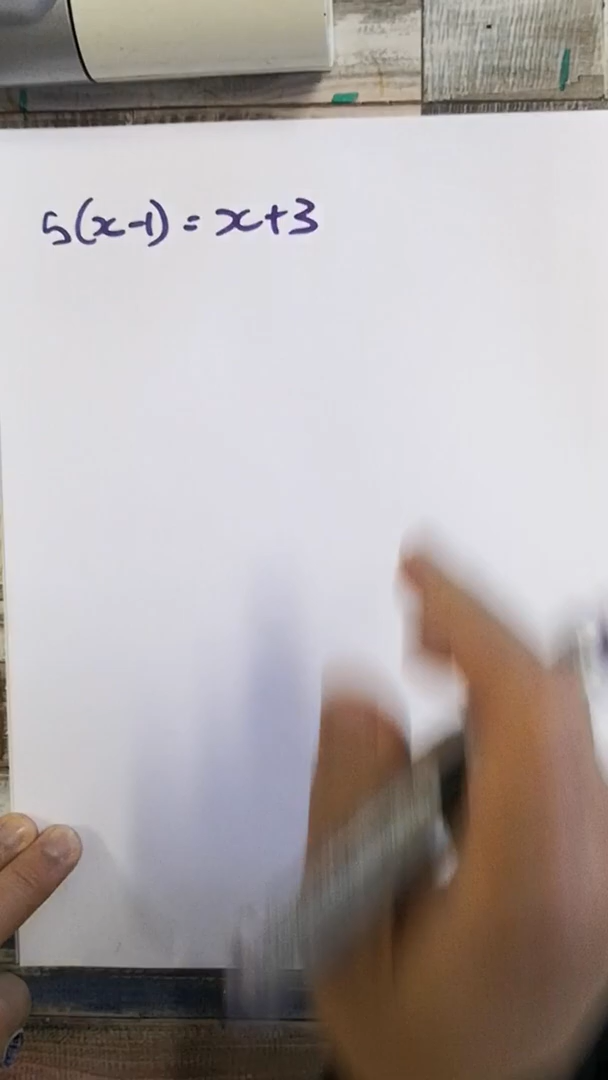 5(x-1) = x+3